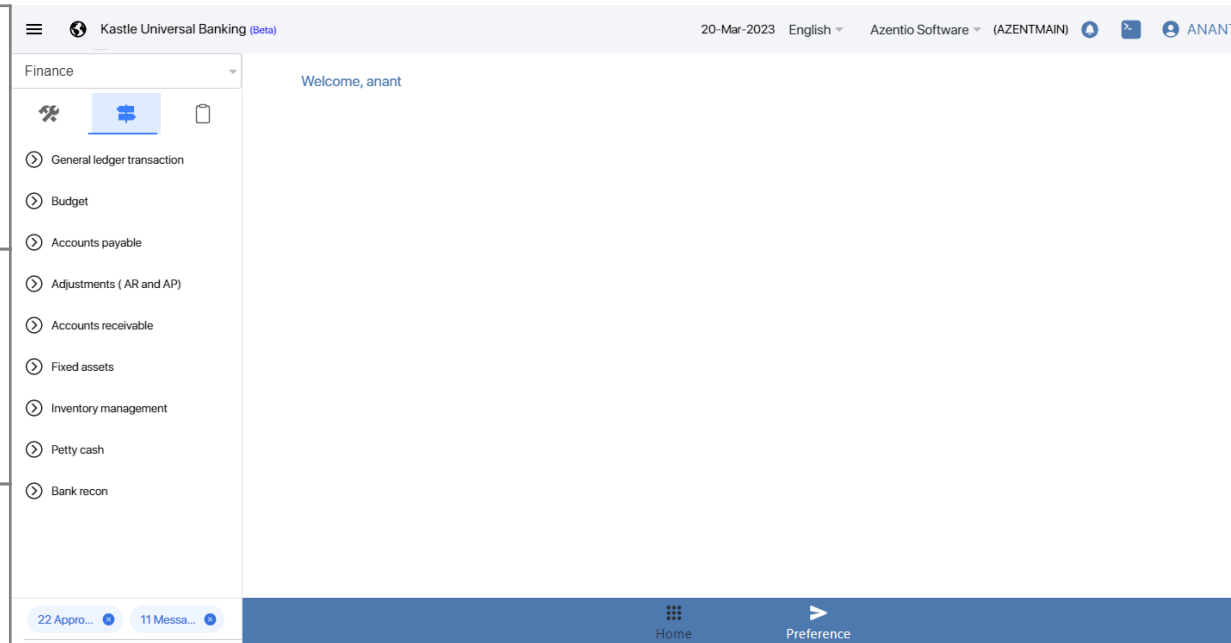 Kastle Universal Banking (Beta) 20-Mar-2023 English Azentio Software (AZENTMAIN) ANANT
Finance
Welcome, anant
General ledger transaction
Budget
Accounts payable
Adjustments ( AR and AP)
Accounts receivable
Fixed assets
Inventory management
Petty cash
Bank recon
22 Appro... 11 Messa...
Home Preference